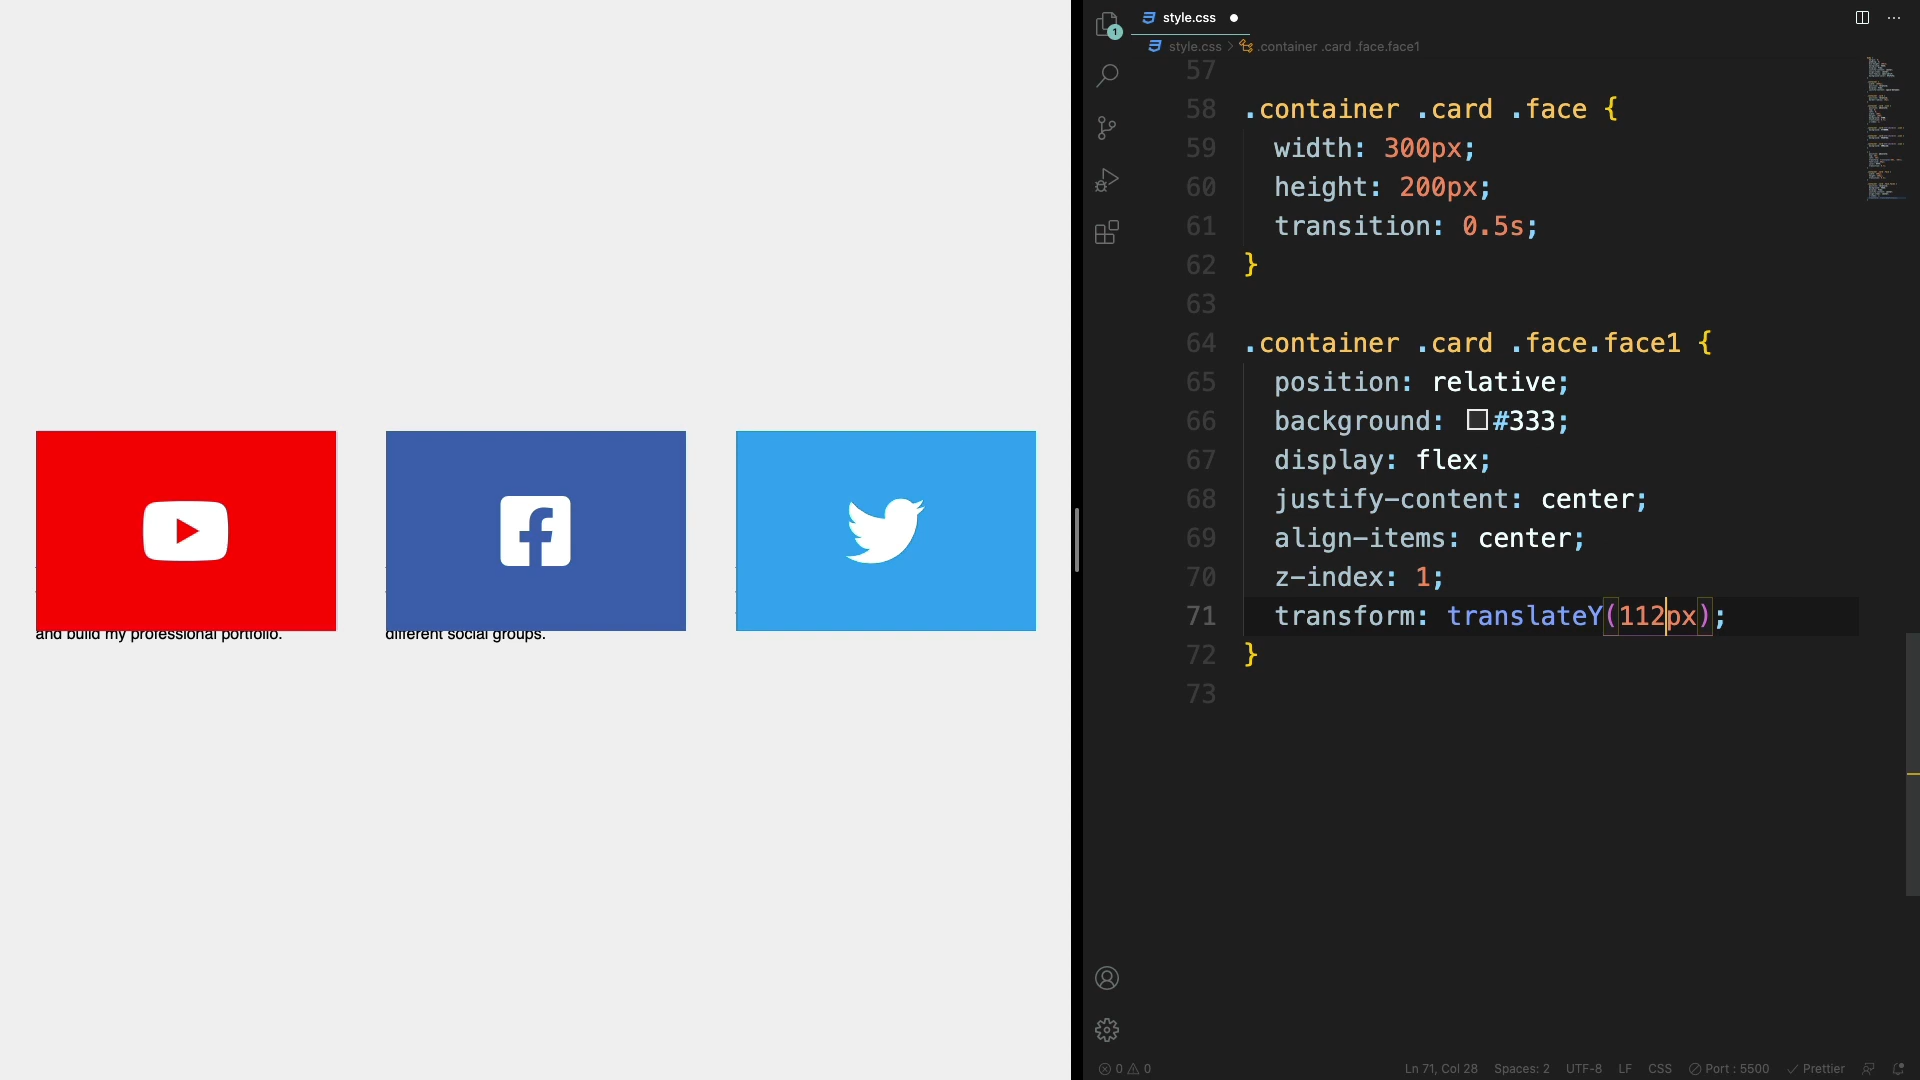 and build my professional portfolio.
different social groups.
1
style.css
style.css > .container .card .face.face1
57
58 .container .card .face {
59 width: 300px;
60 height: 200px;
61 transition: 0.5s;
62 }
63
64 .container .card .face.face1 {
65 position: relative;
66 background: #333;
67 display: flex;
68 justify-content: center;
69 align-items: center;
70 z-index: 1;
71 transform: translateY(112px);
72 }
73
0 0 Ln 71, Col 28 Spaces: 2 UTF-8 LF CSS Port : 5500 Prettier